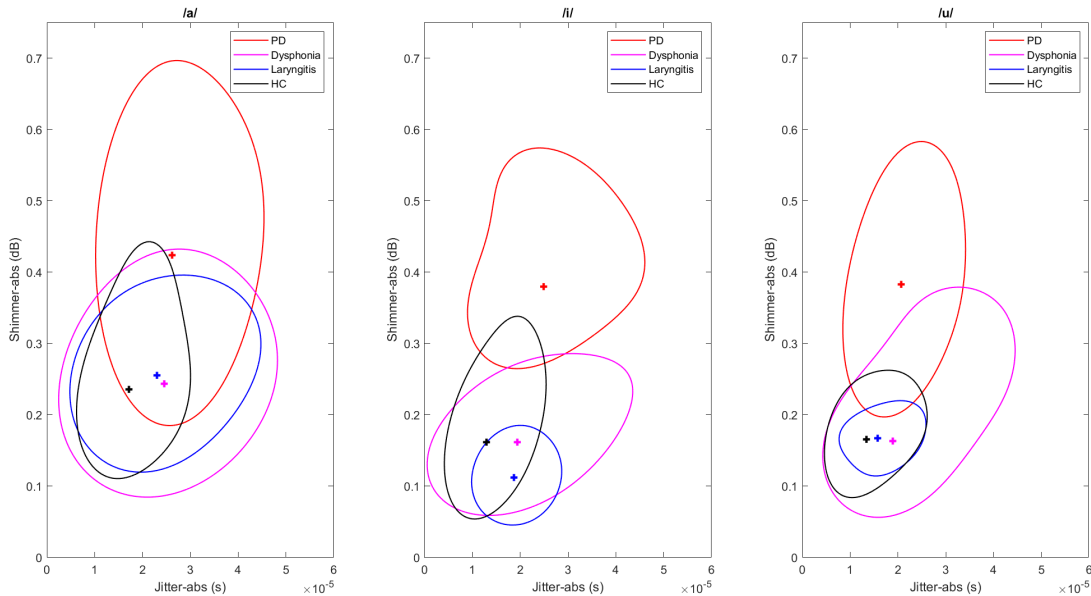 /a/
PD
Dysphonia
Laryngitis
HC
Shimmer-abs (dB)
0.7
0.6
0.5
0.4
0.3
0.2
0.1
0
0 1 2 3 4 5 6
Jitter-abs (s)
×10⁻⁵
/i/
PD
Dysphonia
Laryngitis
HC
Shimmer-abs (dB)
0.7
0.6
0.5
0.4
0.3
0.2
0.1
0
0 1 2 3 4 5 6
Jitter-abs (s)
×10⁻⁵
/u/
PD
Dysphonia
Laryngitis
HC
Shimmer-abs (dB)
0.7
0.6
0.5
0.4
0.3
0.2
0.1
0
0 1 2 3 4 5 6
Jitter-abs (s)
×10⁻⁵